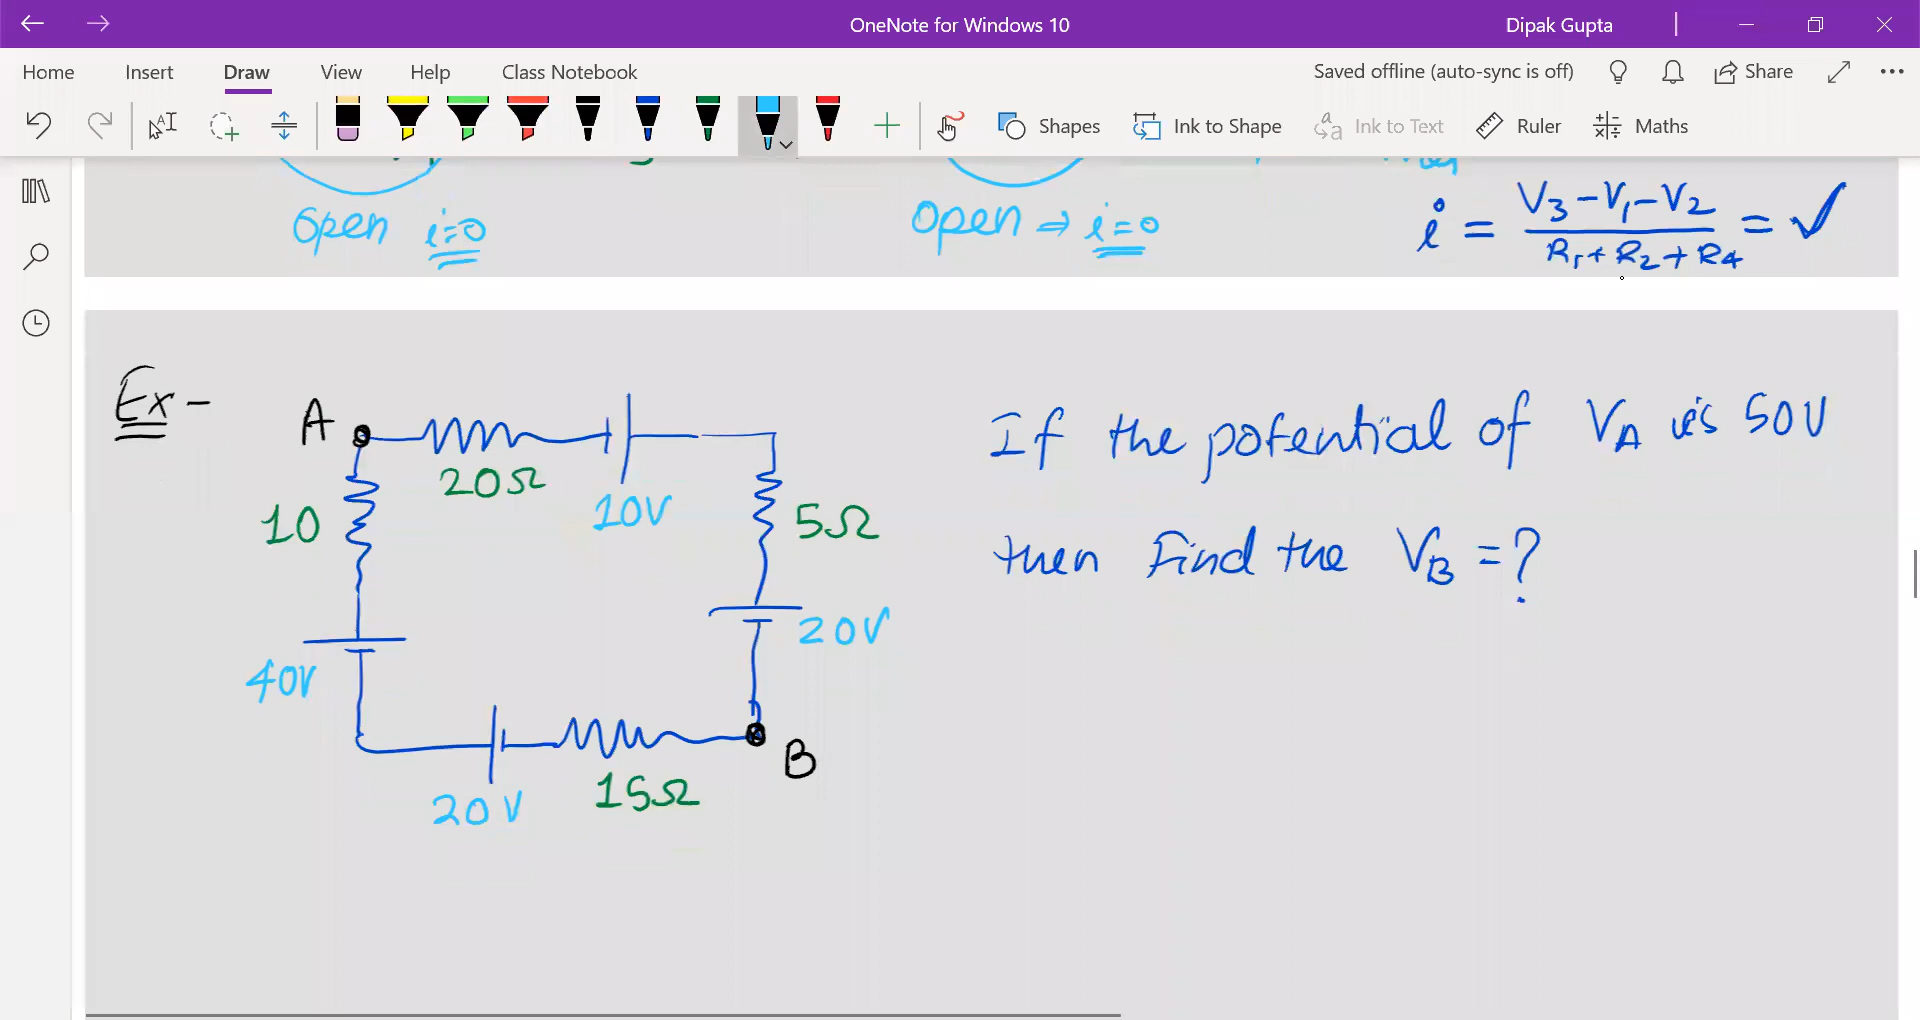 OneNote for Windows 10
Dipak Gupta
Home Insert Draw View Help Class Notebook
Saved offline (auto-sync is off) Share
Shapes Ink to Shape Ink to Text Ruler Maths
Open i=0
Open ⇒ i=0
i = V3-V1-V2 / R1+R2+R4 = ✓
Ex-
A
20Ω
10V
10
5Ω
40V
20V
20V
15Ω
B
If the potential of VA is 50V
then Find the VB = ?